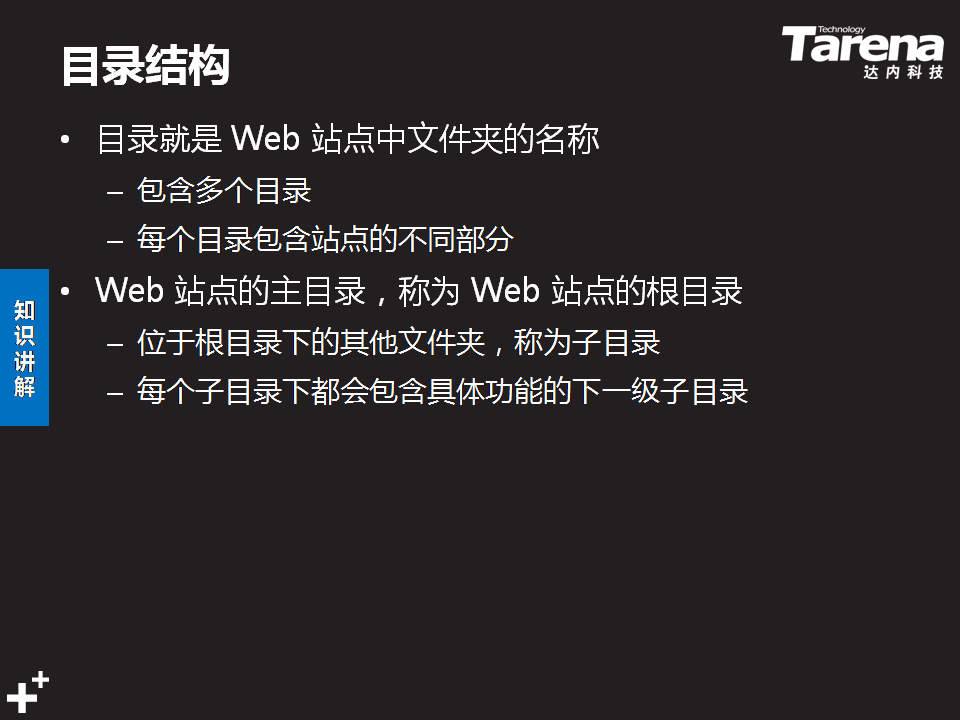 目录结构
Technology
Tarena
达内科技
• 目录就是 Web 站点中文件夹的名称
– 包含多个目录
– 每个目录包含站点的不同部分
• Web 站点的主目录，称为 Web 站点的根目录
– 位于根目录下的其他文件夹，称为子目录
– 每个子目录下都会包含具体功能的下一级子目录
知识讲解